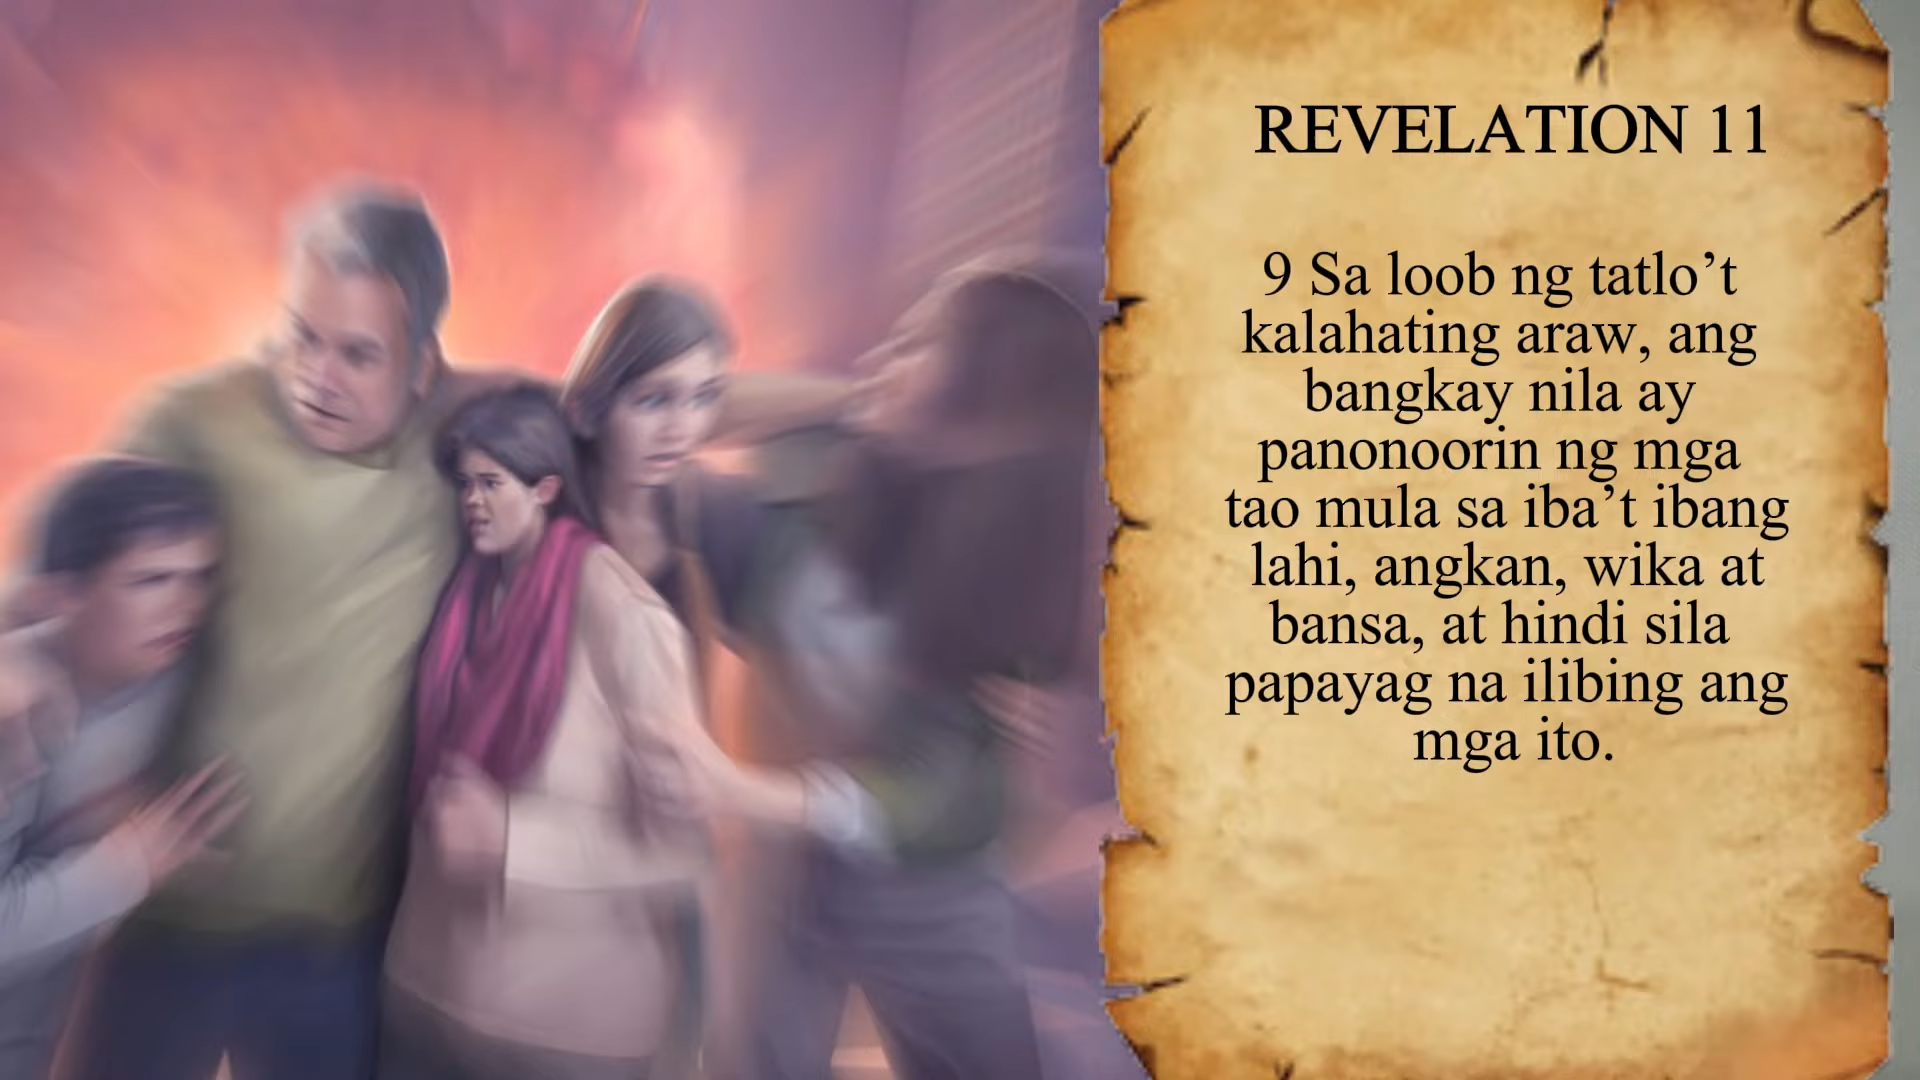 REVELATION 11
9 Sa loob ng tatlo’t
kalahating araw, ang
bangkay nila ay
panonoorin ng mga
tao mula sa iba’t ibang
lahi, angkan, wika at
bansa, at hindi sila
papayag na ilibing ang
mga ito.